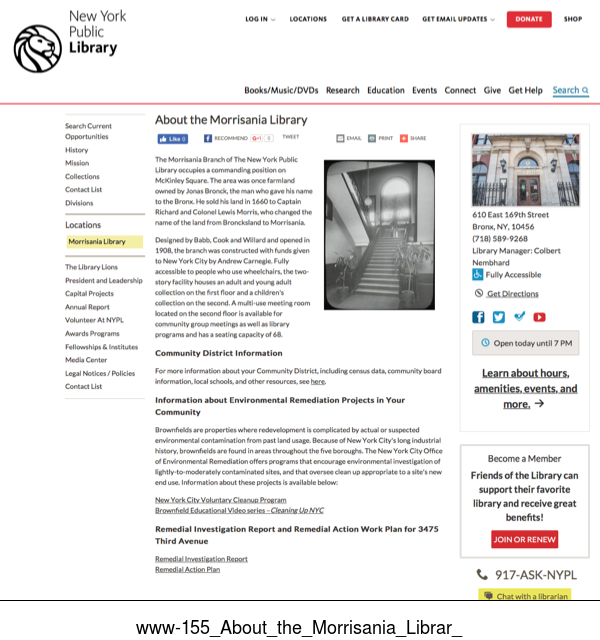 New York
Public
Library
LOG IN
LOCATIONS
GET A LIBRARY CARD
GET EMAIL UPDATES
DONATE
SHOP
Books/Music/DVDs
Research
Education
Events
Connect
Give
Get Help
Search
Search Current
Opportunities
History
Mission
Collections
Contact List
Divisions
Locations
Morrisania Library
The Library Lions
President and Leadership
Capital Projects
Annual Report
Volunteer At NYPL
Awards Programs
Fellowships & Institutes
Media Center
Legal Notices / Policies
Contact List
About the Morrisania Library
Like 0
RECOMMEND
G+1
0
TWEET
EMAIL
PRINT
SHARE
The Morrisania Branch of The New York Public
Library occupies a commanding position on
McKinley Square. The area was once farmland
owned by Jonas Bronck, the man who gave his name
to the Bronx. He sold his land in 1660 to Captain
Richard and Colonel Lewis Morris, who changed the
name of the land from Broncksland to Morrisania.
Designed by Babb, Cook and Willard and opened in
1908, the branch was constructed with funds given
to New York City by Andrew Carnegie. Fully
accessible to people who use wheelchairs, the two-
story facility houses an adult and young adult
collection on the first floor and a children's
collection on the second. A multi-use meeting room
located on the second floor is available for
community group meetings as well as library
programs and has a seating capacity of 68.
Community District Information
For more information about your Community District, including census data, community board
information, local schools, and other resources, see here.
Information about Environmental Remediation Projects in Your
Community
Brownfields are properties where redevelopment is complicated by actual or suspected
environmental contamination from past land usage. Because of New York City's long industrial
history, brownfields are found in areas throughout the five boroughs. The New York City Office
of Environmental Remediation offers programs that encourage environmental investigation of
lightly-to-moderately contaminated sites, and that oversee clean up appropriate to a site's new
end use. Information about these projects is available below:
New York City Voluntary Cleanup Program
Brownfield Educational Video series – Cleaning Up NYC
Remedial Investigation Report and Remedial Action Work Plan for 3475
Third Avenue
Remedial Investigation Report
Remedial Action Plan
610 East 169th Street
Bronx, NY, 10456
(718) 589-9268
Library Manager: Colbert
Nembhard
Fully Accessible
Get Directions
Open today until 7 PM
Learn about hours,
amenities, events, and
more. →
Become a Member
Friends of the Library can
support their favorite
library and receive great
benefits!
JOIN OR RENEW
917-ASK-NYPL
Chat with a librarian
www-155_About_the_Morrisania_Librar_